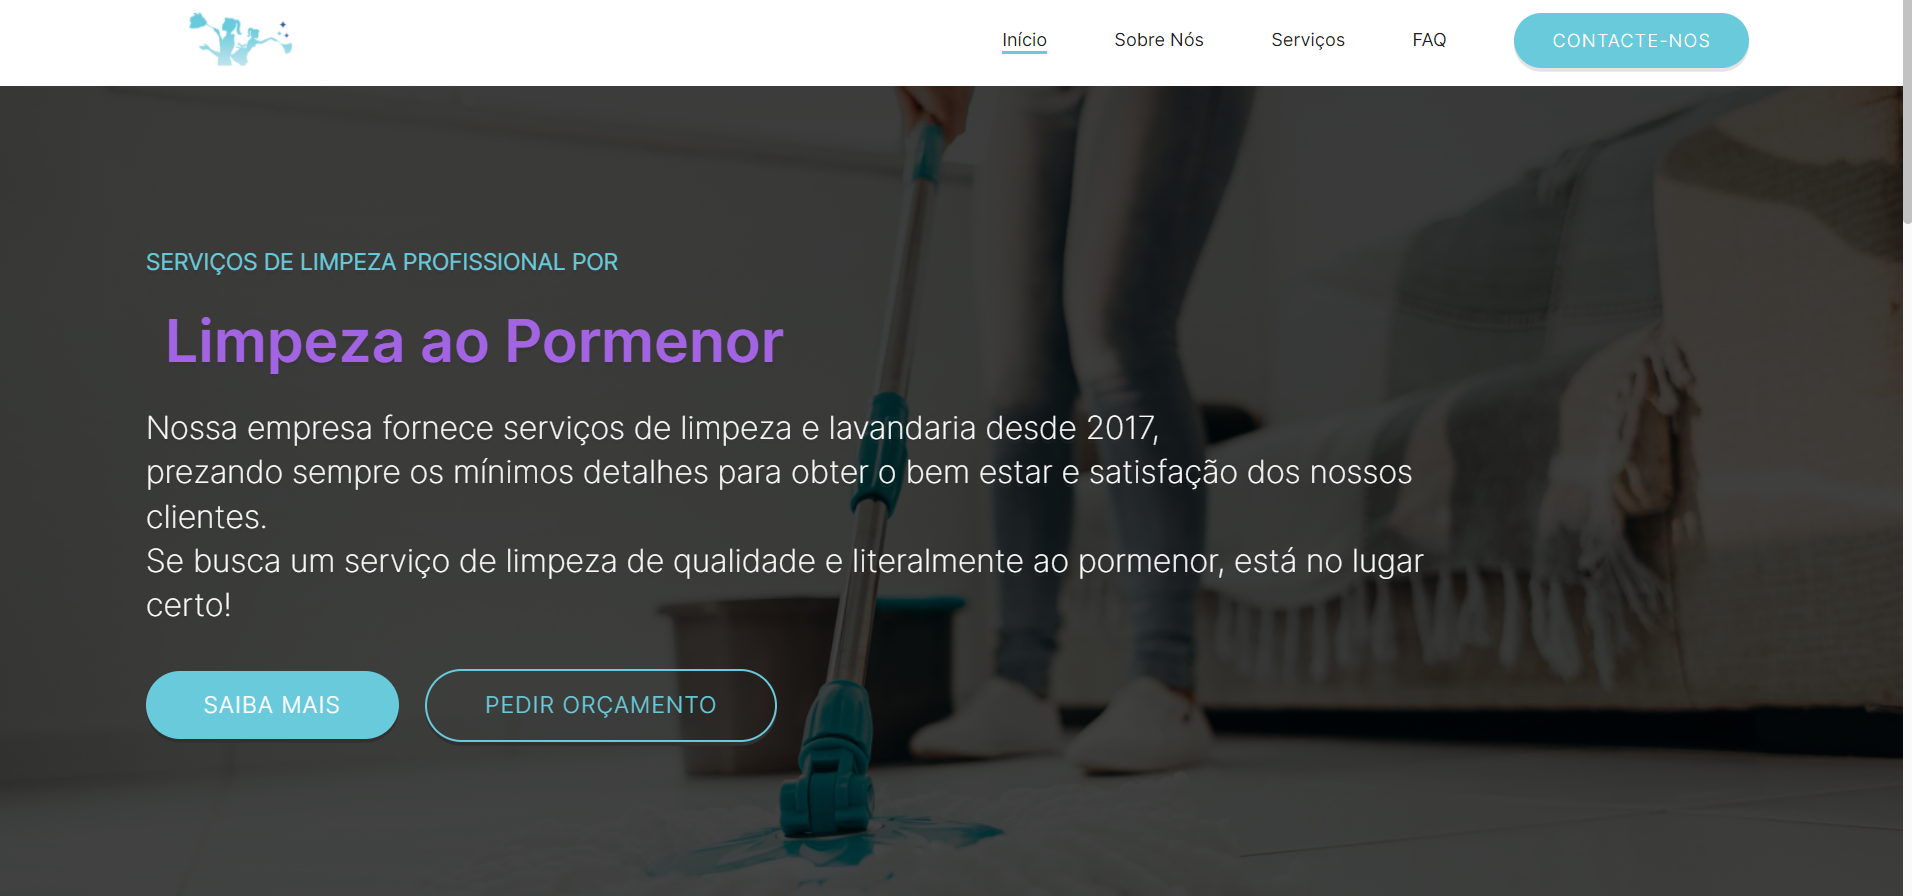 Início
Sobre Nós
Serviços
FAQ
CONTACTE-NOS
SERVIÇOS DE LIMPEZA PROFISSIONAL POR
Limpeza ao Pormenor
Nossa empresa fornece serviços de limpeza e lavandaria desde 2017,
prezando sempre os mínimos detalhes para obter o bem estar e satisfação dos nossos
clientes.
Se busca um serviço de limpeza de qualidade e literalmente ao pormenor, está no lugar
certo!
SAIBA MAIS
PEDIR ORÇAMENTO